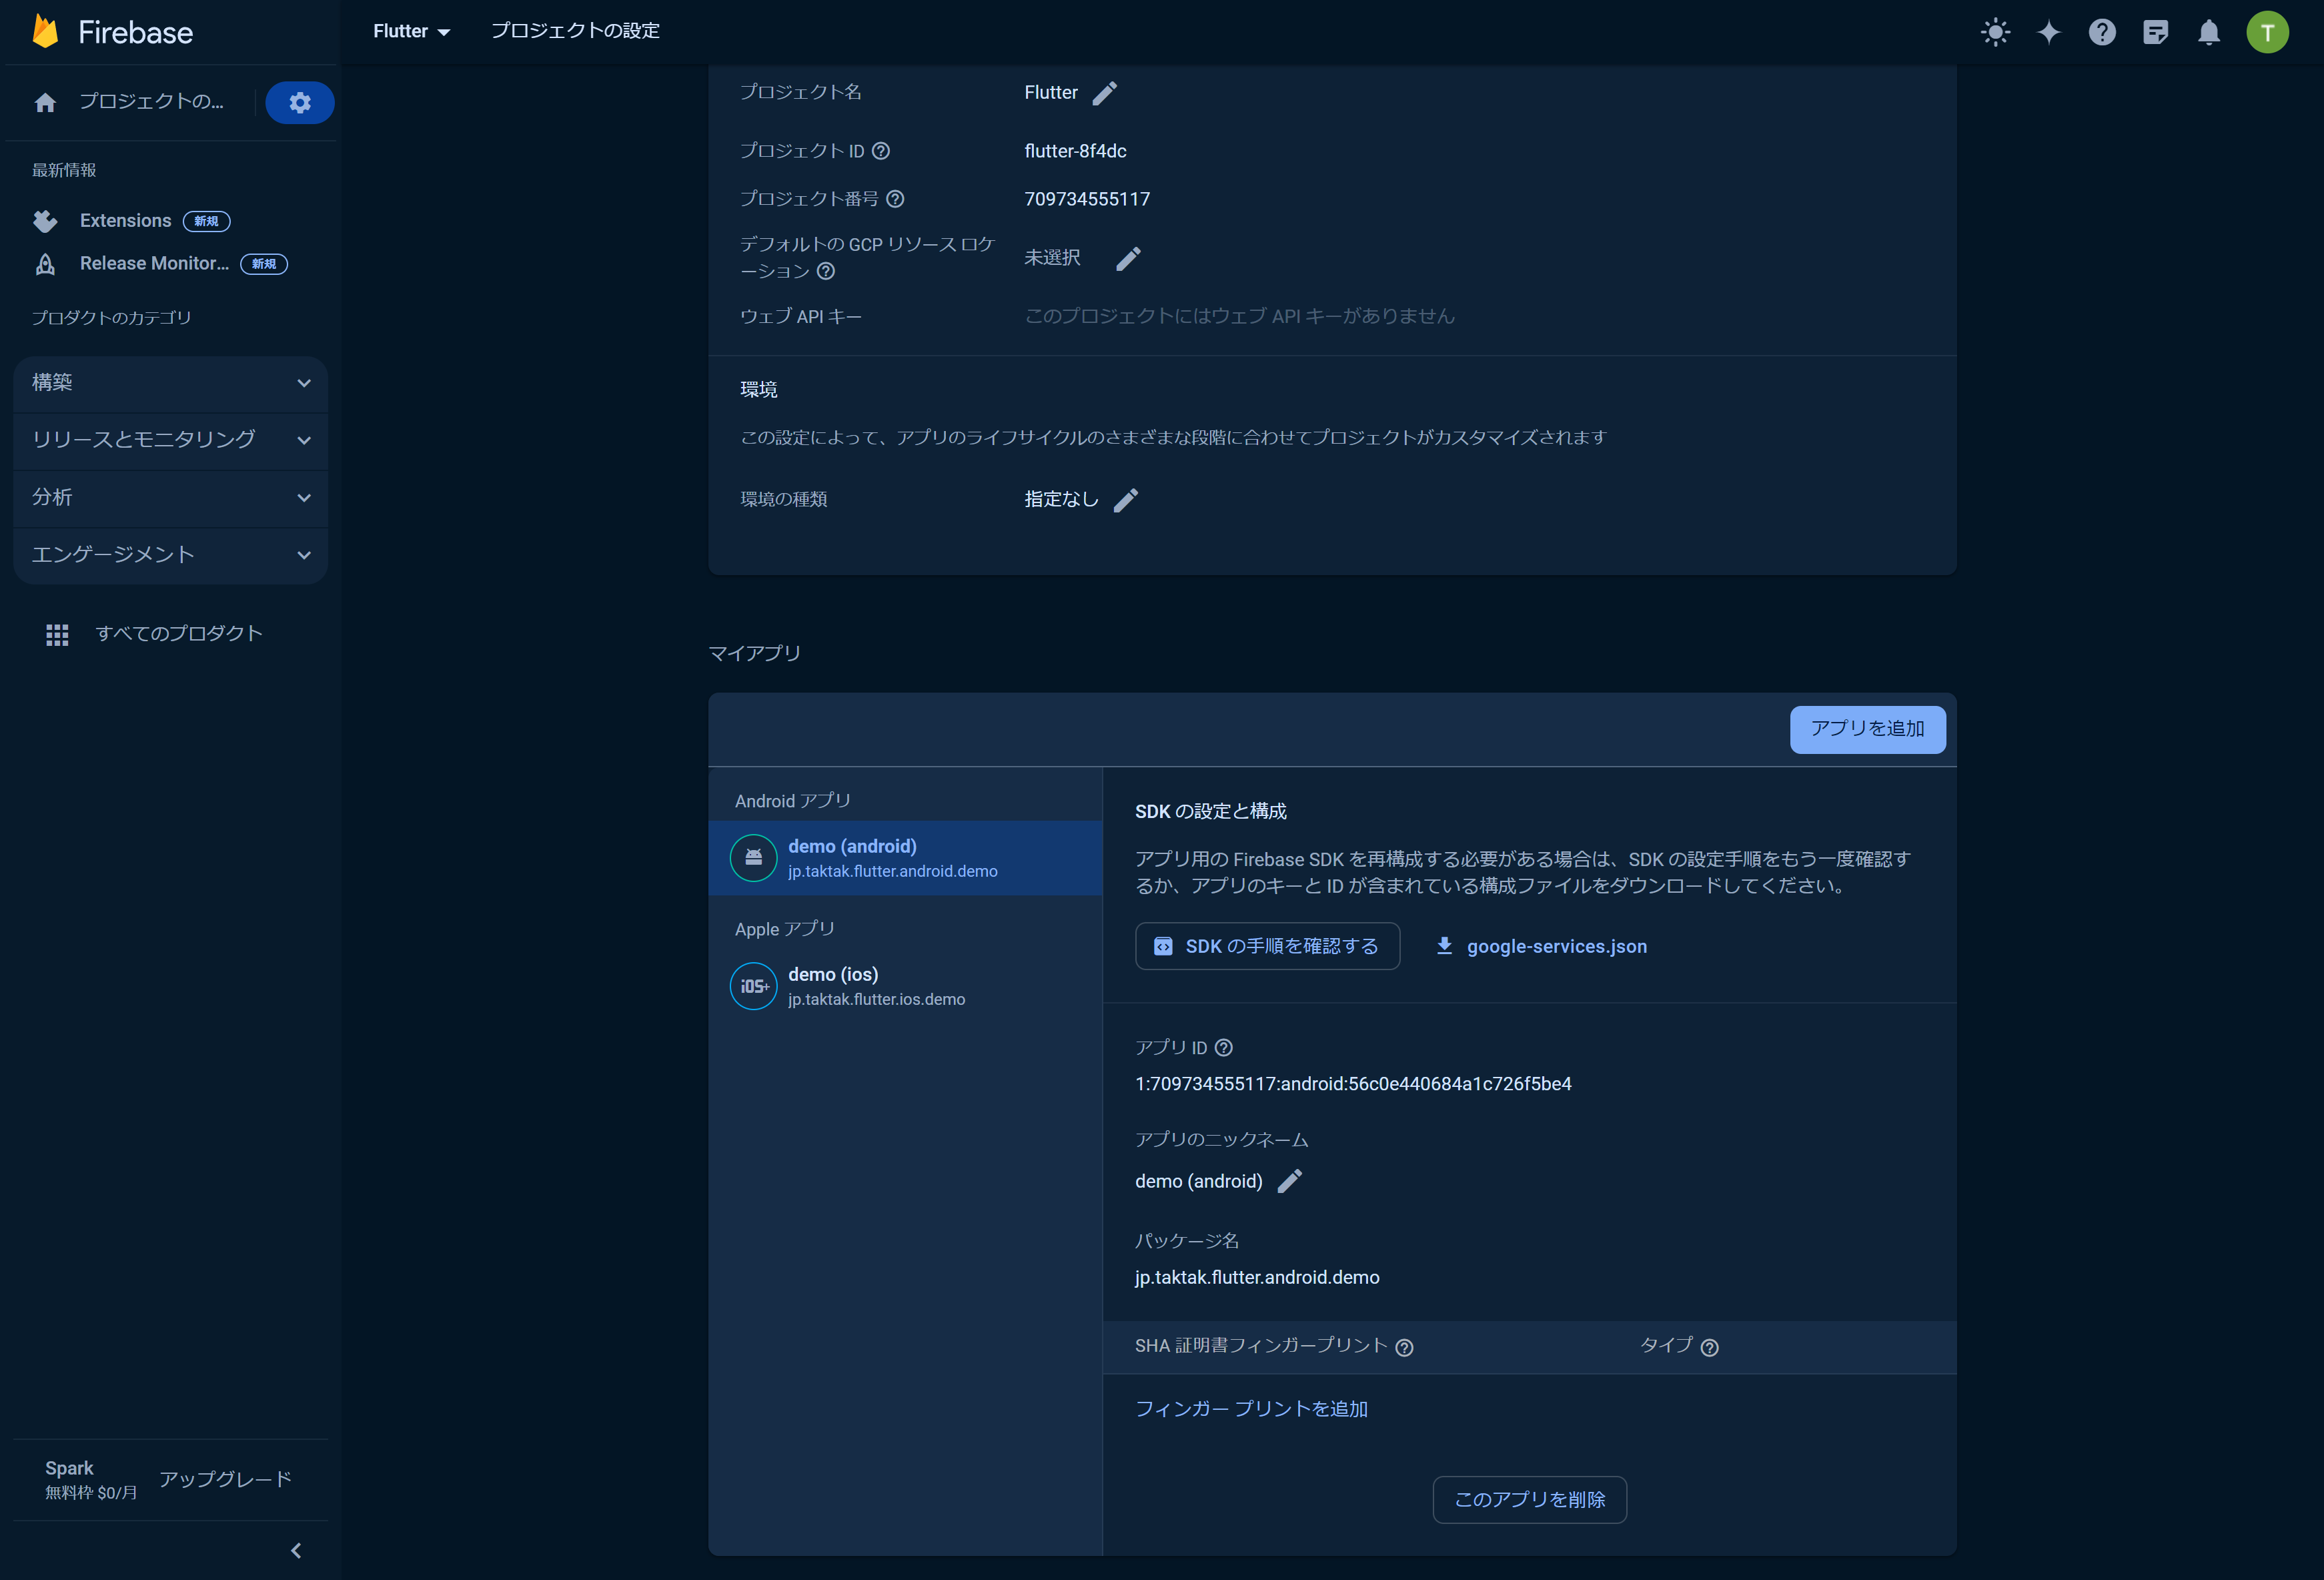 Firebase
Flutter
プロジェクトの設定
T
プロジェクトの...
最新情報
Extensions 新規
Release Monitor... 新規
プロダクトのカテゴリ
構築
リリースとモニタリング
分析
エンゲージメント
すべてのプロダクト
Spark
無料枠 $0/月
アップグレード
プロジェクト名
Flutter
プロジェクト ID
flutter-8f4dc
プロジェクト番号
709734555117
デフォルトの GCP リソース ロケ
ーション
未選択
ウェブ API キー
このプロジェクトにはウェブ API キーがありません
環境
この設定によって、アプリのライフサイクルのさまざまな段階に合わせてプロジェクトがカスタマイズされます
環境の種類
指定なし
マイアプリ
アプリを追加
Android アプリ
demo (android)
jp.taktak.flutter.android.demo
Apple アプリ
iOS+
demo (ios)
jp.taktak.flutter.ios.demo
SDK の設定と構成
アプリ用の Firebase SDK を再構成する必要がある場合は、SDK の設定手順をもう一度確認す
るか、アプリのキーと ID が含まれている構成ファイルをダウンロードしてください。
SDK の手順を確認する
google-services.json
アプリ ID
1:709734555117:android:56c0e440684a1c726f5be4
アプリのニックネーム
demo (android)
パッケージ名
jp.taktak.flutter.android.demo
SHA 証明書フィンガープリント
タイプ
フィンガー プリントを追加
このアプリを削除